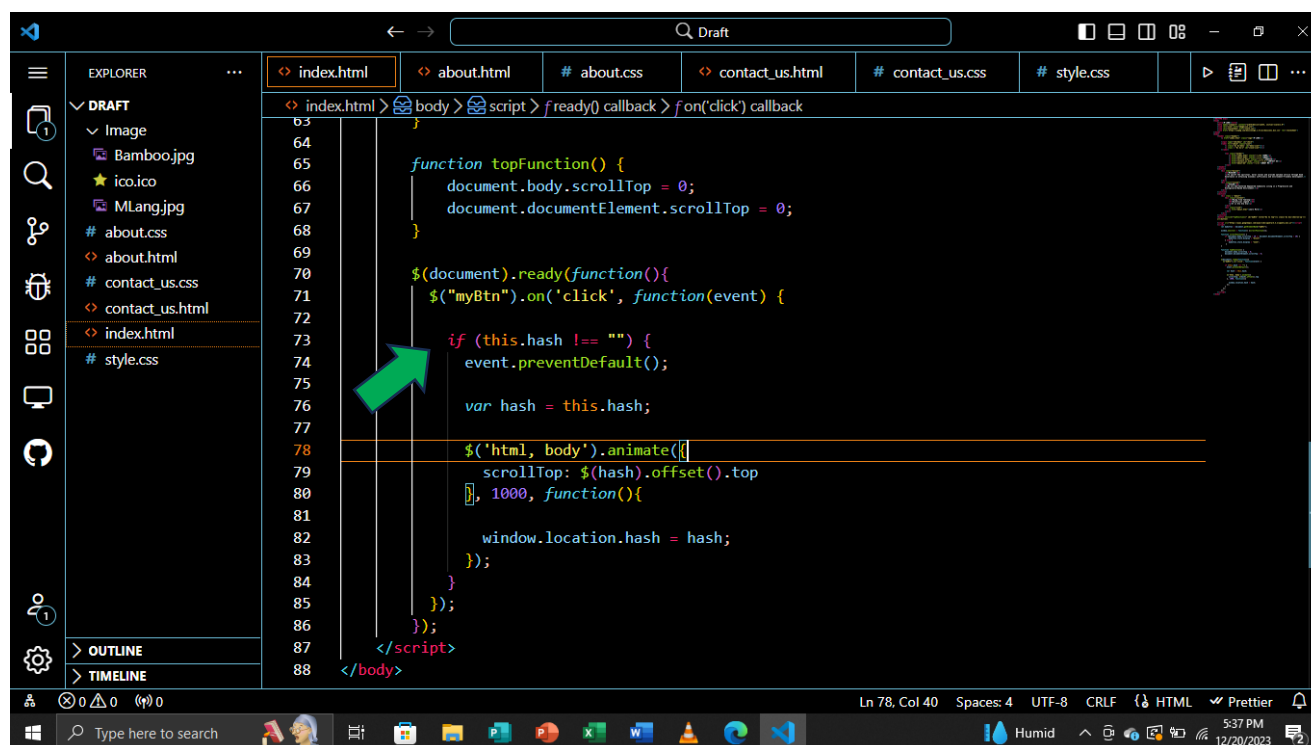 Draft
EXPLORER ...
index.html
about.html
# about.css
contact_us.html
# contact_us.css
# style.css
DRAFT
Image
Bamboo.jpg
ico.ico
MLang.jpg
# about.css
about.html
# contact_us.css
contact_us.html
index.html
# style.css
OUTLINE
TIMELINE
1
1
index.html > body > script > ƒ ready() callback > ƒ on('click') callback
63 }
64
65 function topFunction() {
66 document.body.scrollTop = 0;
67 document.documentElement.scrollTop = 0;
68 }
69
70 $(document).ready(function(){
71 $("myBtn").on('click', function(event) {
72
73 if (this.hash !== "") {
74 event.preventDefault();
75
76 var hash = this.hash;
77
78 $('html, body').animate({
79 scrollTop: $(hash).offset().top
80 }, 1000, function(){
81
82 window.location.hash = hash;
83 });
84 }
85 });
86 });
87 </script>
88 </body>
0 0 0
Ln 78, Col 40 Spaces: 4 UTF-8 CRLF HTML Prettier
Type here to search
Humid
5:37 PM
12/20/2023
2